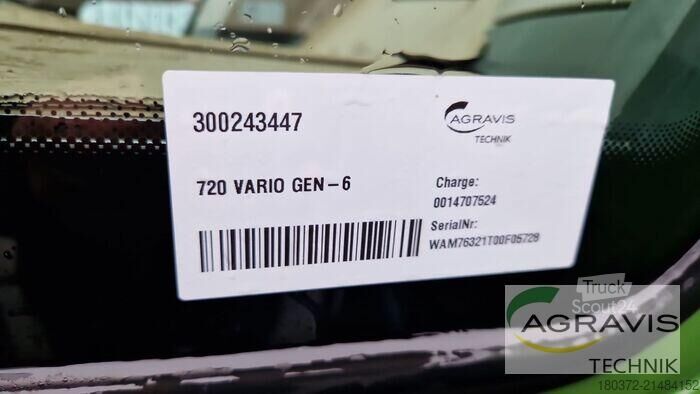 300243447
AGRAVIS
TECHNIK
720 VARIO GEN-6
Charge:
0014707524
SerialNr:
WAM76321T00F05728
Truck
Scout24
AGRAVIS
TECHNIK
180372-21484152